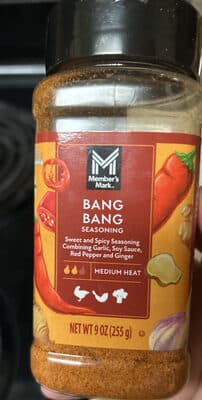 Member's
Mark™
BANG
BANG
SEASONING
Sweet and Spicy Seasoning
Combining Garlic, Soy Sauce,
Red Pepper and Ginger
MEDIUM HEAT
NET WT 9 OZ (255 g)